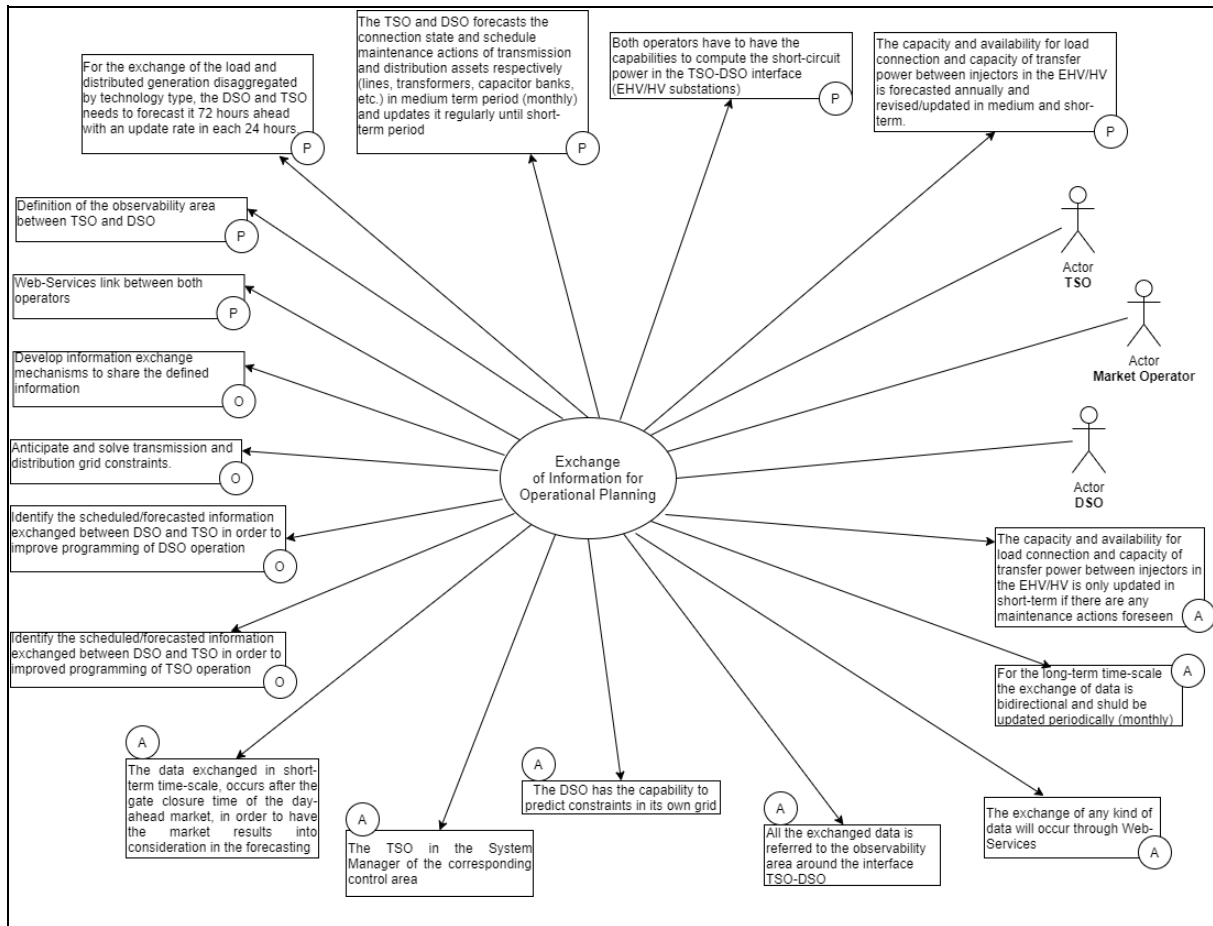 For the exchange of the load and
distributed generation disaggregated
by technology type, the DSO and TSO
needs to forecast it 72 hours ahead
with an update rate in each 24 hours
P
The TSO and DSO forecasts the
connection state and schedule
maintenance actions of transmission
and distribution assets respectively
(lines, transformers, capacitor banks,
etc.) in medium term period (monthly)
and updates it regularly until short-
term period
P
Both operators have to have the
capabilities to compute the short-circuit
power in the TSO-DSO interface
(EHV/HV substations)
P
The capacity and availability for load
connection and capacity of transfer
power between injectors in the EHV/HV
is forecasted annually and
revised/updated in medium and shor-
term.
P
Definition of the observability area
between TSO and DSO
P
Web-Services link between both
operators
P
Develop information exchange
mechanisms to share the defined
information
O
Anticipate and solve transmission and
distribution grid constraints.
O
Identify the scheduled/forecasted information
exchanged between DSO and TSO in order to
improve programming of DSO operation
O
Identify the scheduled/forecasted information
exchanged between DSO and TSO in order to
improved programming of TSO operation
O
Exchange
of Information for
Operational Planning
Actor
TSO
Actor
Market Operator
Actor
DSO
The capacity and availability for
load connection and capacity of
transfer power between injectors in
the EHV/HV is only updated in
short-term if there are any
maintenance actions foreseen
A
A
For the long-term time-scale
the exchange of data is
bidirectional and shuld be
updated periodically (monthly)
A
The data exchanged in short-
term time-scale, occurs after the
gate closure time of the day-
ahead market, in order to have
the market results into
consideration in the forecasting
A
The TSO in the System
Manager of the corresponding
control area
A
The DSO has the capability to
predict constraints in its own grid
A
All the exchanged data is
referred to the observability
area around the interface
TSO-DSO
The exchange of any kind of
data will occur through Web-
Services
A